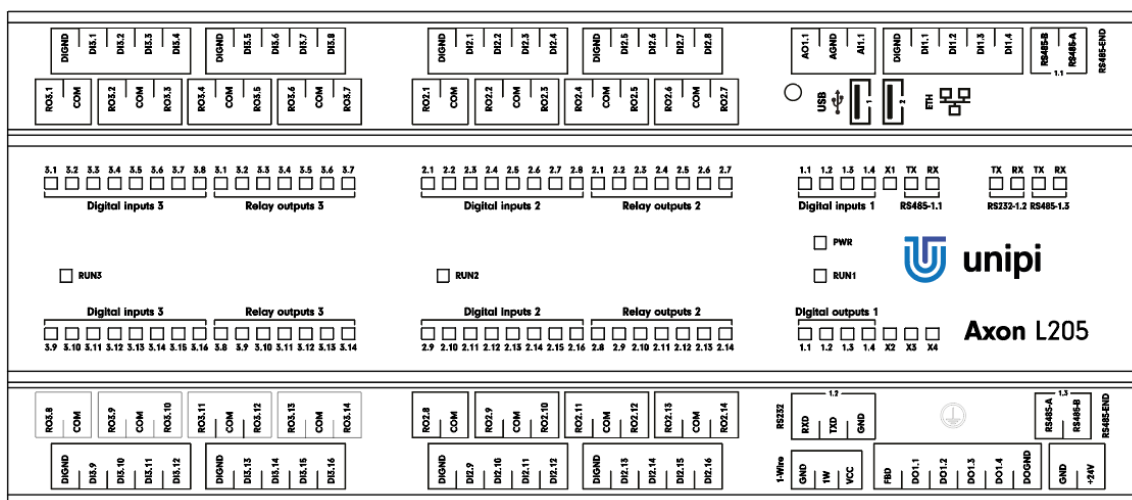 DIGND DI3.1 DI3.2 DI3.3 DI3.4 DIGND DI3.5 DI3.6 DI3.7 DI3.8 DIGND DI2.1 DI2.2 DI2.3 DI2.4 DIGND DI2.5 DI2.6 DI2.7 DI2.8 AO1.1 AGND AI1.1 DIGND DI1.1 DI1.2 DI1.3 DI1.4 RS485-B RS485-A RS485-END
1.1
RO3.1 COM RO3.2 COM RO3.3 RO3.4 COM RO3.5 RO3.6 COM RO3.7 RO2.1 COM RO2.2 COM RO2.3 RO2.4 COM RO2.5 RO2.6 COM RO2.7 USB 1 2 ETH
3.1 3.2 3.3 3.4 3.5 3.6 3.7 3.8 3.1 3.2 3.3 3.4 3.5 3.6 3.7 2.1 2.2 2.3 2.4 2.5 2.6 2.7 2.8 2.1 2.2 2.3 2.4 2.5 2.6 2.7 1.1 1.2 1.3 1.4 X1 TX RX TX RX TX RX
Digital inputs 3 Relay outputs 3 Digital inputs 2 Relay outputs 2 Digital inputs 1 RS485-1.1 RS232-1.2 RS485-1.3
PWR
unipi
RUN3 RUN2 RUN1
Digital inputs 3 Relay outputs 3 Digital inputs 2 Relay outputs 2 Digital outputs 1
Axon L205
3.9 3.10 3.11 3.12 3.13 3.14 3.15 3.16 3.8 3.9 3.10 3.11 3.12 3.13 3.14 2.9 2.10 2.11 2.12 2.13 2.14 2.15 2.16 2.8 2.9 2.10 2.11 2.12 2.13 2.14 1.1 1.2 1.3 1.4 X2 X3 X4
1.2 1.3
RO3.8 COM RO3.9 COM RO3.10 RO3.11 COM RO3.12 RO3.13 COM RO3.14 RO2.8 COM RO2.9 COM RO2.10 RO2.11 COM RO2.12 RO2.13 COM RO2.14 RS232 RXD TXD GND RS485-A RS485-B RS485-END
DIGND DI3.9 DI3.10 DI3.11 DI3.12 DIGND DI3.13 DI3.14 DI3.15 DI3.16 DIGND DI2.9 DI2.10 DI2.11 DI2.12 DIGND DI2.13 DI2.14 DI2.15 DI2.16 1-Wire GND 1W VCC FBD DO1.1 DO1.2 DO1.3 DO1.4 DOGND GND +24V